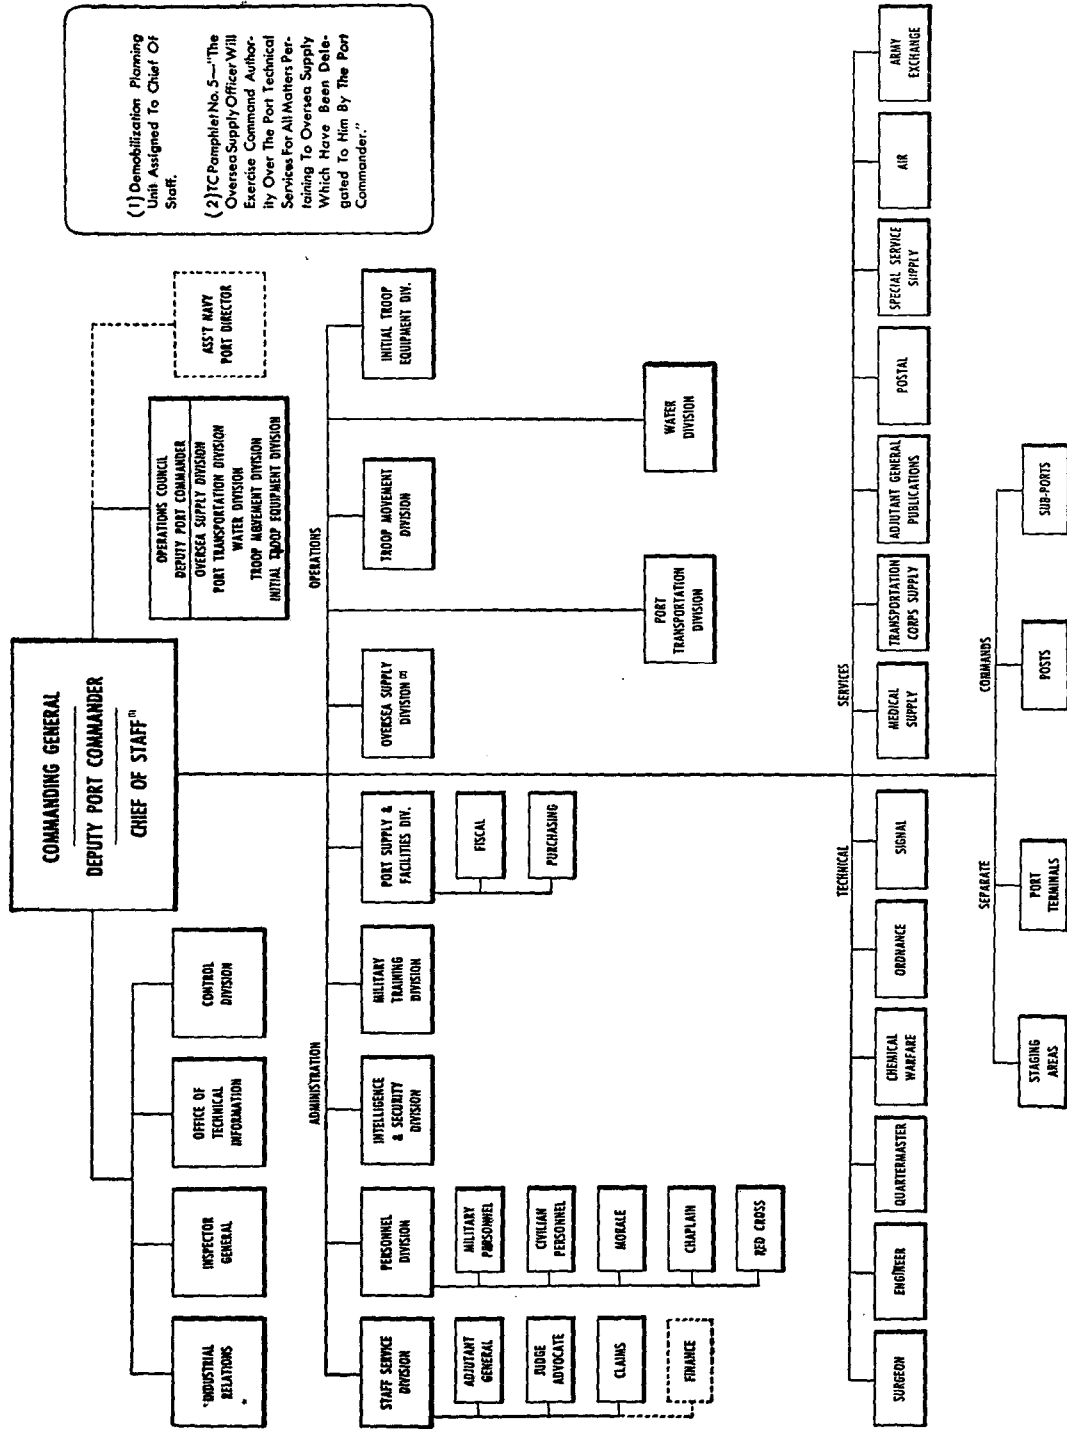 COMMANDING GENERAL
DEPUTY PORT COMMANDER
CHIEF OF STAFF(1)
(1) Demobilization Planning
Unit Assigned To Chief Of
Staff.
(2) TC Pamphlet No. 5—"The
Oversea Supply Officer Will
Exercise Command Author-
ity Over The Port Technical
Services For All Matters Per-
taining To Oversea Supply
Which Have Been Dele-
gated To Him By The Port
Commander."
INDUSTRIAL
RELATIONS
INSPECTOR
GENERAL
OFFICE OF
TECHNICAL
INFORMATION
CONTROL
DIVISION
OPERATIONS COUNCIL
DEPUTY PORT COMMANDER
OVERSEA SUPPLY DIVISION
PORT TRANSPORTATION DIVISION
WATER DIVISION
TROOP MOVEMENT DIVISION
INITIAL TROOP EQUIPMENT DIVISION
ASS'T NAVY
PORT DIRECTOR
ADMINISTRATION
OPERATIONS
STAFF SERVICE
DIVISION
PERSONNEL
DIVISION
INTELLIGENCE
& SECURITY
DIVISION
MILITARY
TRAINING
DIVISION
PORT SUPPLY &
FACILITIES DIV.
OVERSEA SUPPLY
DIVISION (2)
TROOP MOVEMENT
DIVISION
INITIAL TROOP
EQUIPMENT DIV.
ADJUTANT
GENERAL
JUDGE
ADVOCATE
CLAIMS
FINANCE
MILITARY
PERSONNEL
CIVILIAN
PERSONNEL
MORALE
CHAPLAIN
RED CROSS
FISCAL
PURCHASING
PORT
TRANSPORTATION
DIVISION
WATER
DIVISION
TECHNICAL
SERVICES
SURGEON
ENGINEER
QUARTERMASTER
CHEMICAL
WARFARE
ORDNANCE
SIGNAL
MEDICAL
SUPPLY
TRANSPORTATION
CORPS SUPPLY
ADJUTANT GENERAL
PUBLICATIONS
POSTAL
SPECIAL SERVICE
SUPPLY
AIR
ARMY
EXCHANGE
SEPARATE
COMMANDS
STAGING
AREAS
PORT
TERMINALS
POSTS
SUB-PORTS